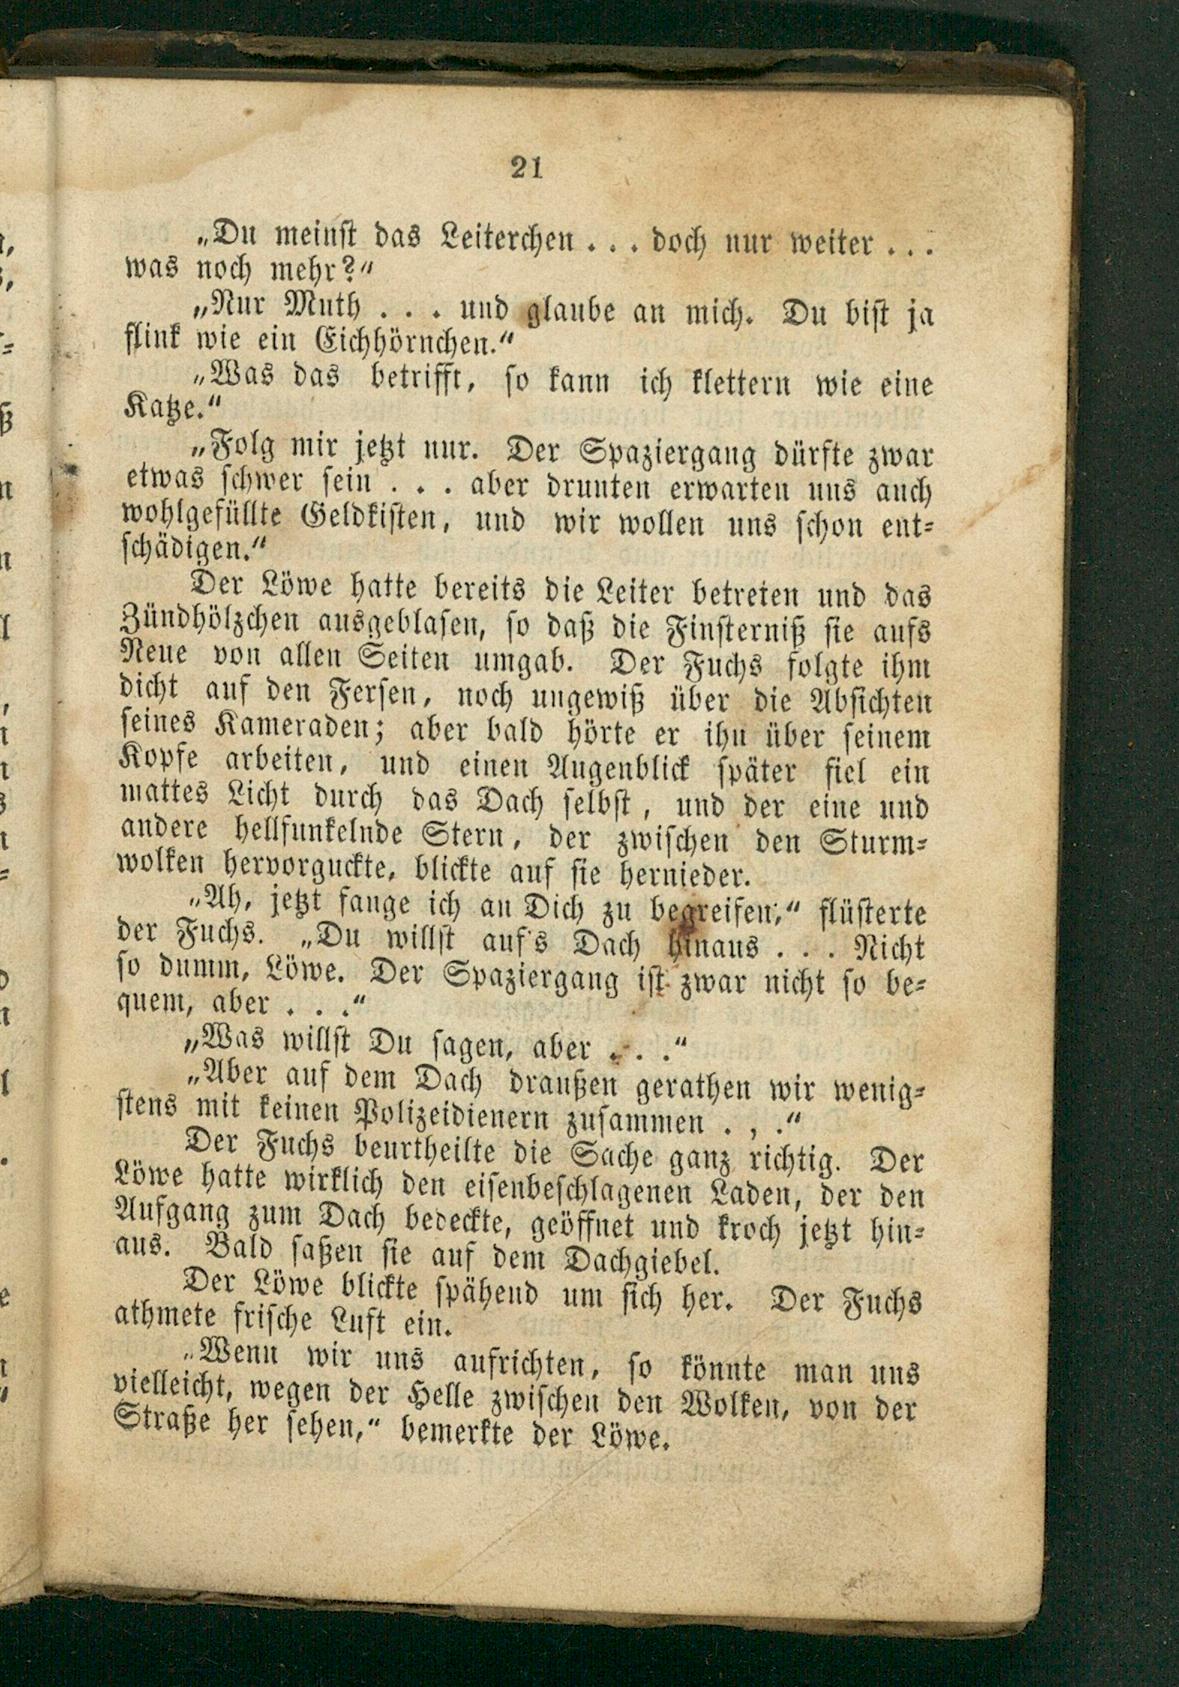 21
„Du meinst das Leiterchen . . . doch nur weiter . . .
was noch mehr?“
„Nur Muth . . . und glaube an mich. Du bist ja
flink wie ein Eichhörnchen.“
„Was das betrifft, so kann ich klettern wie eine
Katze.“
„Folg mir jetzt nur. Der Spaziergang dürfte zwar
etwas schwer sein . . . aber drunten erwarten uns auch
wohlgefüllte Geldkisten, und wir wollen uns schon ent-
schädigen.“
Der Löwe hatte bereits die Leiter betreten und das
Zündhölzchen ausgeblasen, so daß die Finsterniß sie aufs
Neue von allen Seiten umgab. Der Fuchs folgte ihm
dicht auf den Fersen, noch ungewiß über die Absichten
seines Kameraden; aber bald hörte er ihn über seinem
Kopfe arbeiten, und einen Augenblick später fiel ein
mattes Licht durch das Dach selbst, und der eine und
andere hellfunkelnde Stern, der zwischen den Sturm-
wolken hervorguckte, blickte auf sie hernieder.
„Ah, jetzt fange ich an Dich zu begreifen,“ flüsterte
der Fuchs. „Du willst auf's Dach hinaus . . . Nicht
so dumm, Löwe. Der Spaziergang ist zwar nicht so be-
quem, aber . . .“
„Was willst Du sagen, aber . . .“
„Aber auf dem Dach draußen gerathen wir wenig-
stens mit keinen Polizeidienern zusammen . , .“
Der Fuchs beurtheilte die Sache ganz richtig. Der
Löwe hatte wirklich den eisenbeschlagenen Laden, der den
Aufgang zum Dach bedeckte, geöffnet und kroch jetzt hin-
aus. Bald saßen sie auf dem Dachgiebel.
Der Löwe blickte spähend um sich her. Der Fuchs
athmete frische Luft ein.
„Wenn wir uns aufrichten, so könnte man uns
vielleicht, wegen der Helle zwischen den Wolken, von der
Straße her sehen,“ bemerkte der Löwe.